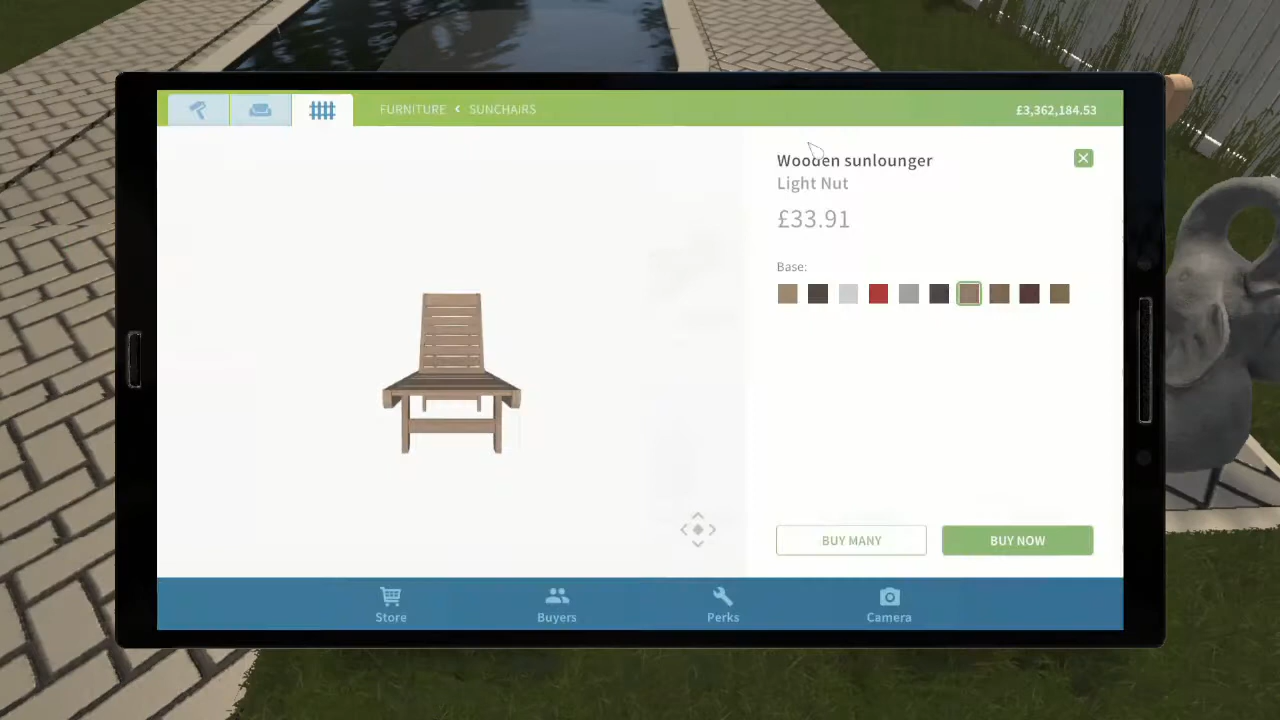 FURNITURE < SUNCHAIRS
£3,362,184.53
Wooden sunlounger
Light Nut
£33.91
Base:
BUY MANY
BUY NOW
Store
Buyers
Perks
Camera